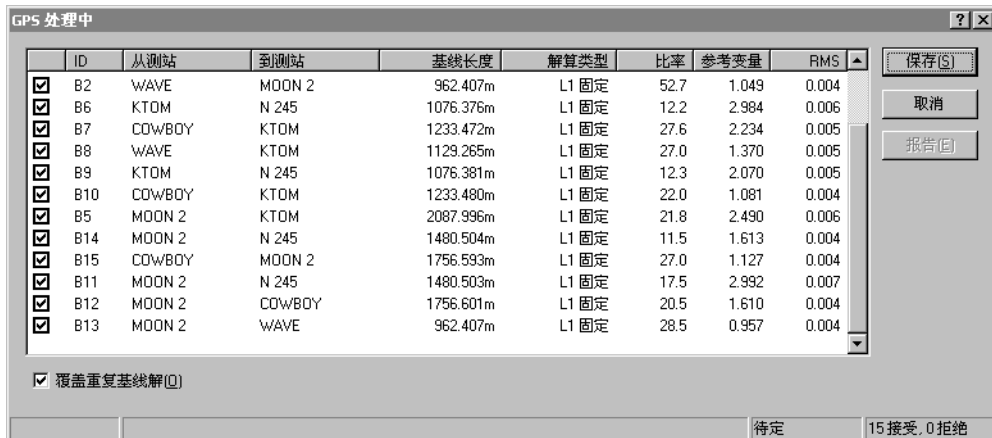 GPS 处理中
ID 从测站 到测站 基线长度 解算类型 比率 参考变量 RMS
B2 WAVE MOON 2 962.407m L1 固定 52.7 1.049 0.004
B6 KTOM N 245 1076.376m L1 固定 12.2 2.984 0.006
B7 COWBOY KTOM 1233.472m L1 固定 27.6 2.234 0.005
B8 WAVE KTOM 1129.265m L1 固定 27.0 1.370 0.005
B9 KTOM N 245 1076.381m L1 固定 12.3 2.070 0.005
B10 COWBOY KTOM 1233.480m L1 固定 22.0 1.081 0.004
B5 MOON 2 KTOM 2087.996m L1 固定 21.8 2.490 0.006
B14 MOON 2 N 245 1480.504m L1 固定 11.5 1.613 0.004
B15 COWBOY MOON 2 1756.593m L1 固定 27.0 1.127 0.004
B11 MOON 2 N 245 1480.503m L1 固定 17.5 2.992 0.007
B12 MOON 2 COWBOY 1756.601m L1 固定 20.5 1.610 0.004
B13 MOON 2 WAVE 962.407m L1 固定 28.5 0.957 0.004
保存(S)
取消
报告(E)
覆盖重复基线解(O)
待定
15接受, 0拒绝